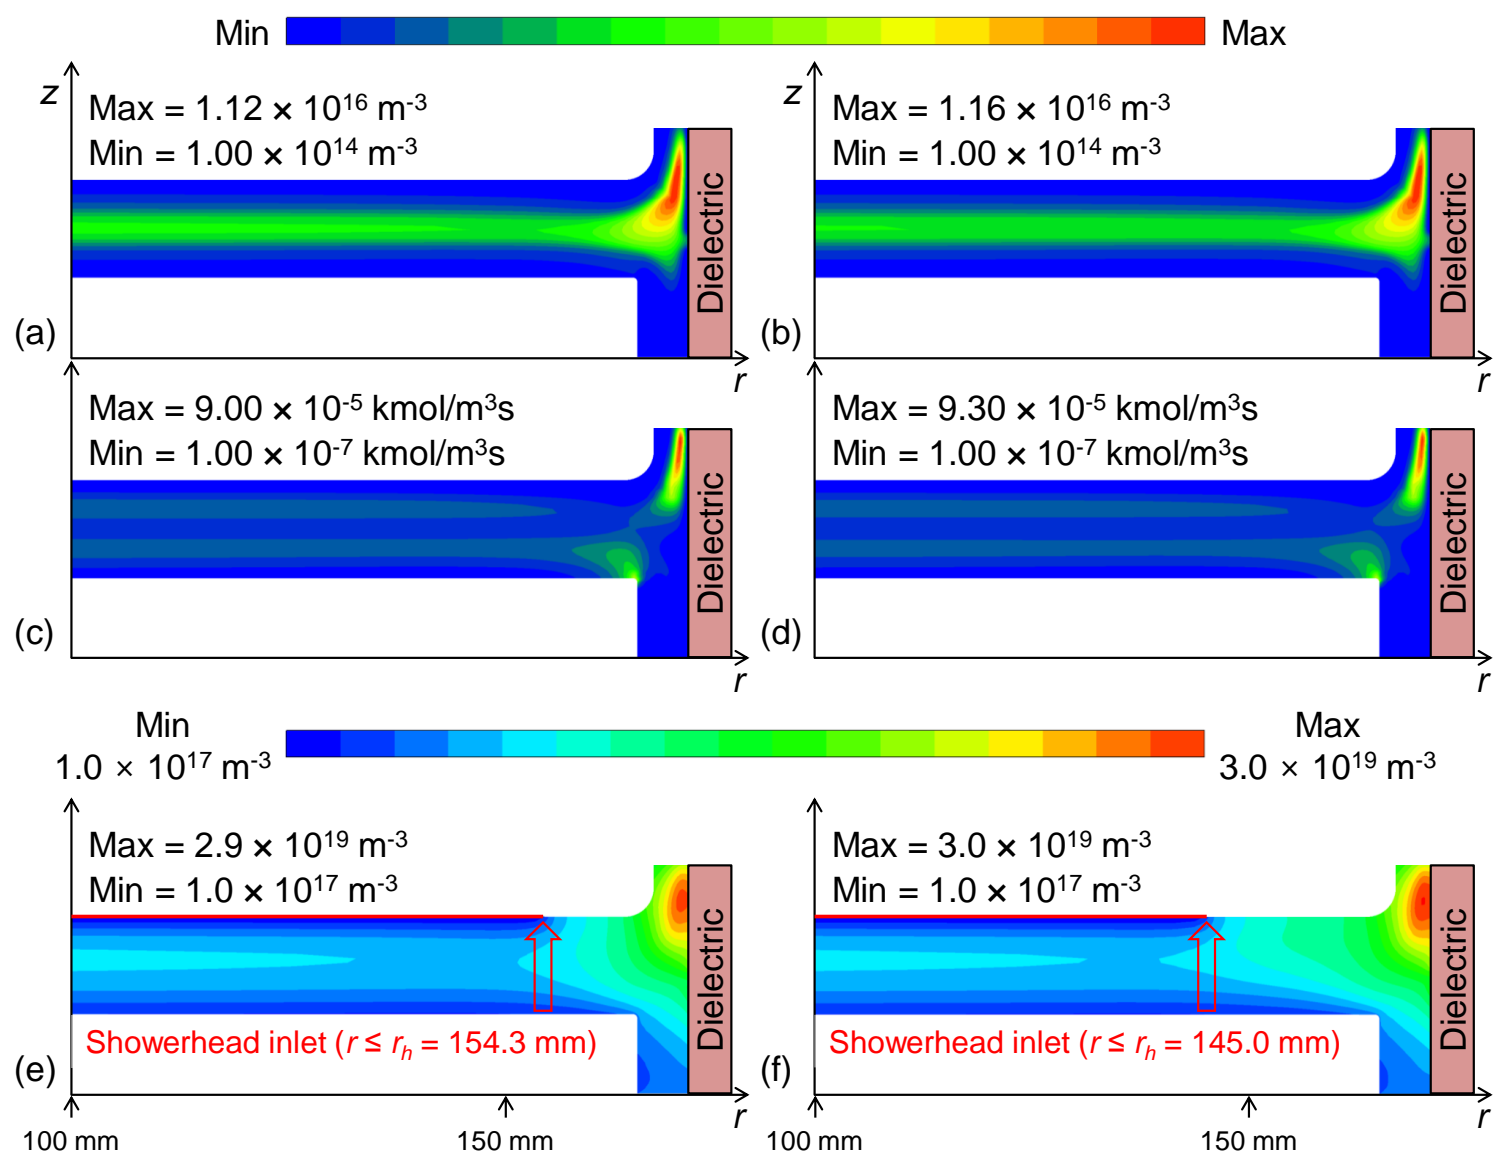 Min Max
z Max = 1.12 × 10^16 m^-3
Min = 1.00 × 10^14 m^-3
Dielectric
(a)
r
z Max = 1.16 × 10^16 m^-3
Min = 1.00 × 10^14 m^-3
Dielectric
(b)
r
Max = 9.00 × 10^-5 kmol/m^3s
Min = 1.00 × 10^-7 kmol/m^3s
Dielectric
(c)
r
Max = 9.30 × 10^-5 kmol/m^3s
Min = 1.00 × 10^-7 kmol/m^3s
Dielectric
(d)
r
Min
1.0 × 10^17 m^-3
Max
3.0 × 10^19 m^-3
Max = 2.9 × 10^19 m^-3
Min = 1.0 × 10^17 m^-3
Dielectric
Showerhead inlet (r ≤ r_h = 154.3 mm)
(e)
r
100 mm 150 mm
Max = 3.0 × 10^19 m^-3
Min = 1.0 × 10^17 m^-3
Dielectric
Showerhead inlet (r ≤ r_h = 145.0 mm)
(f)
r
100 mm 150 mm